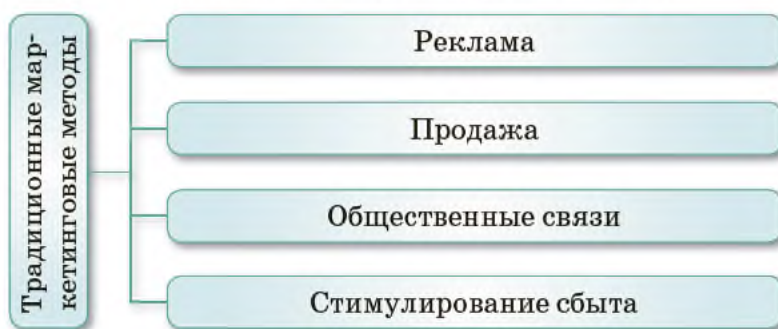 Традиционные мар-
кетинговые методы
Реклама
Продажа
Общественные связи
Стимулирование сбыта